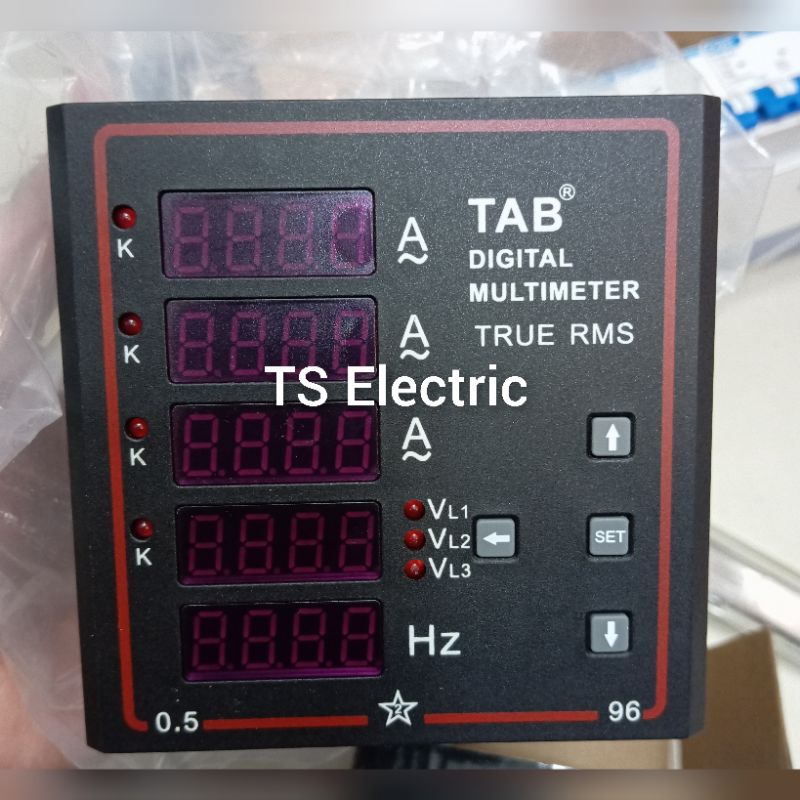 TAB®
DIGITAL
MULTIMETER
TRUE RMS
K
A
K
A
K
A
K
VL1
VL2
VL3
SET
Hz
0.5
2
96
TS Electric